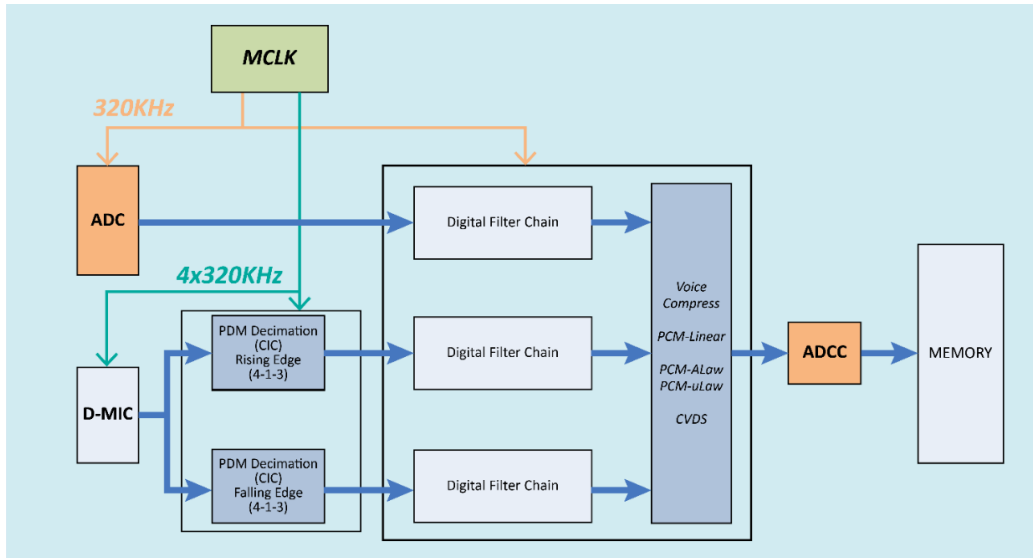 MCLK
320KHz
ADC
Digital Filter Chain
4x320KHz
PDM Decimation
(CIC)
Rising Edge
(4-1-3)
Digital Filter Chain
Voice
Compress
PCM-Linear
PCM-ALaw
PCM-uLaw
CVDS
ADCC
MEMORY
D-MIC
PDM Decimation
(CIC)
Falling Edge
(4-1-3)
Digital Filter Chain